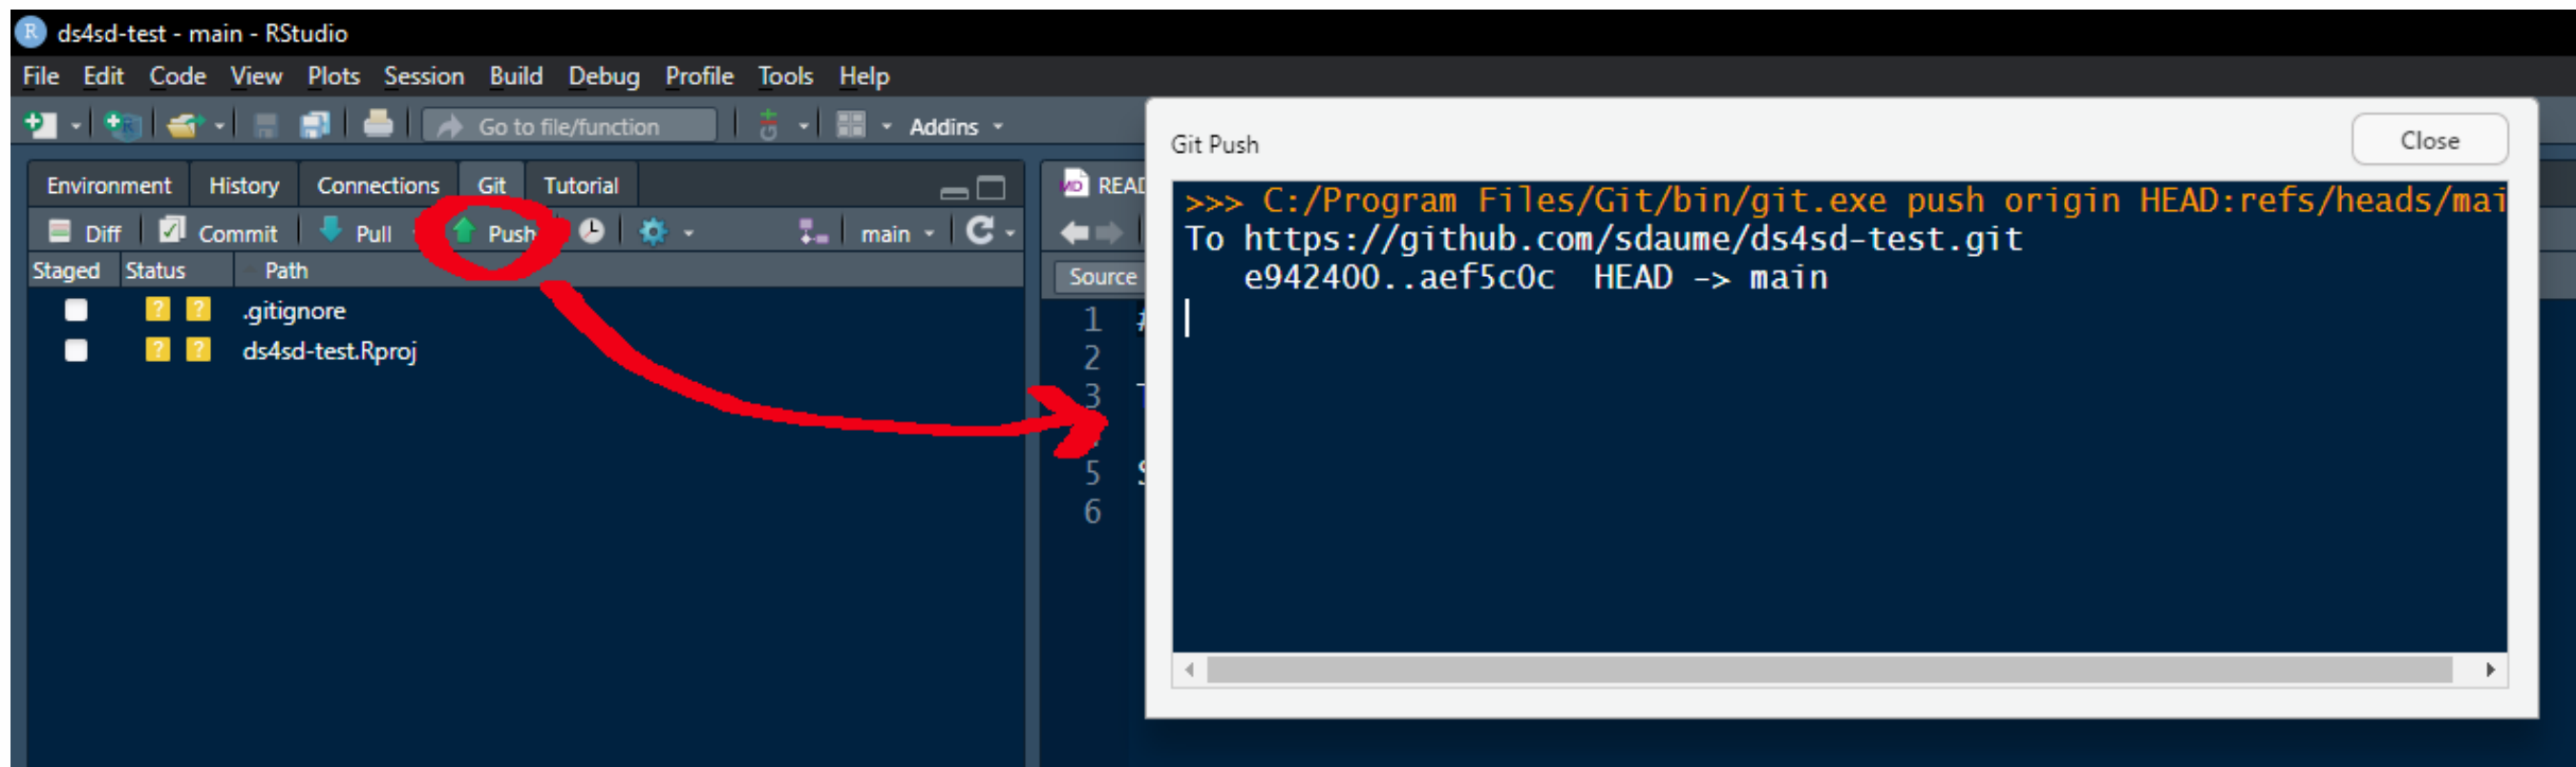 ds4sd-test - main - RStudio
File Edit Code View Plots Session Build Debug Profile Tools Help
Go to file/function Addins
Environment History Connections Git Tutorial
Diff Commit Pull Push main
Staged Status Path
? ? .gitignore
? ? ds4sd-test.Rproj
READ
Source
1 #
2
3
5 S
6
Git Push
Close
>>> C:/Program Files/Git/bin/git.exe push origin HEAD:refs/heads/mai
To https://github.com/sdaume/ds4sd-test.git
e942400..aef5c0c HEAD -> main